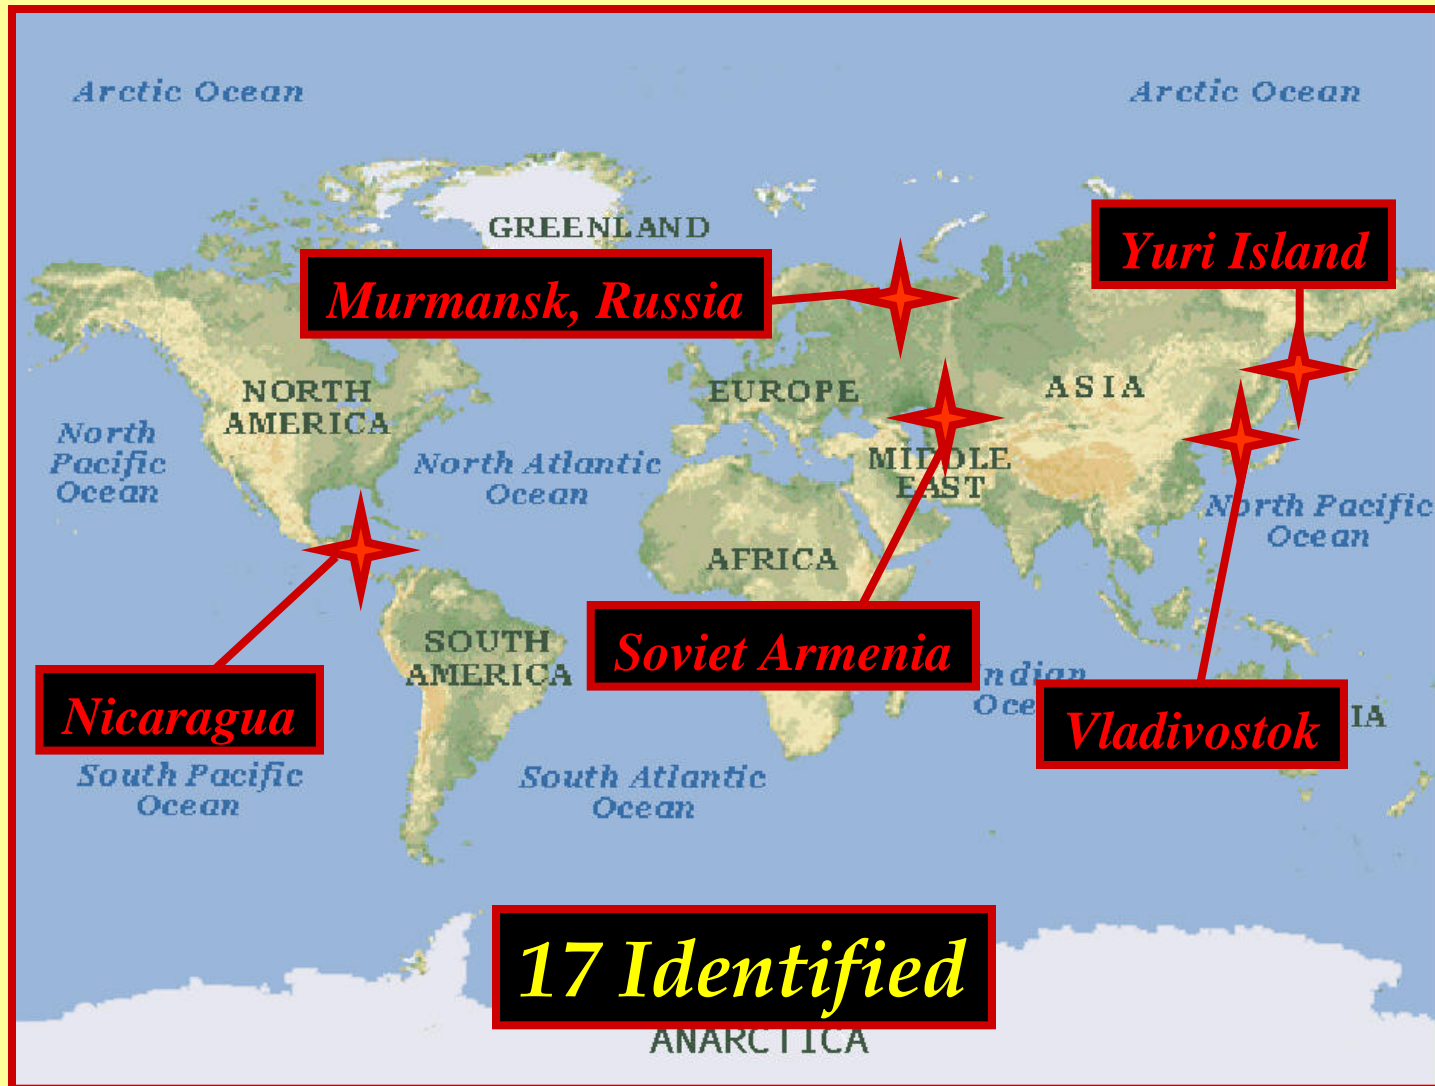 Arctic Ocean
Arctic Ocean
GREENLAND
Yuri Island
Murmansk, Russia
NORTH
AMERICA
EUROPE
ASIA
North
Pacific
Ocean
North Atlantic
Ocean
MIDDLE
EAST
North Pacific
Ocean
AFRICA
SOUTH
AMERICA
Soviet Armenia
Indian
Nicaragua
Vladivostok
IA
South Pacific
Ocean
South Atlantic
Ocean
17 Identified
ANARCTICA